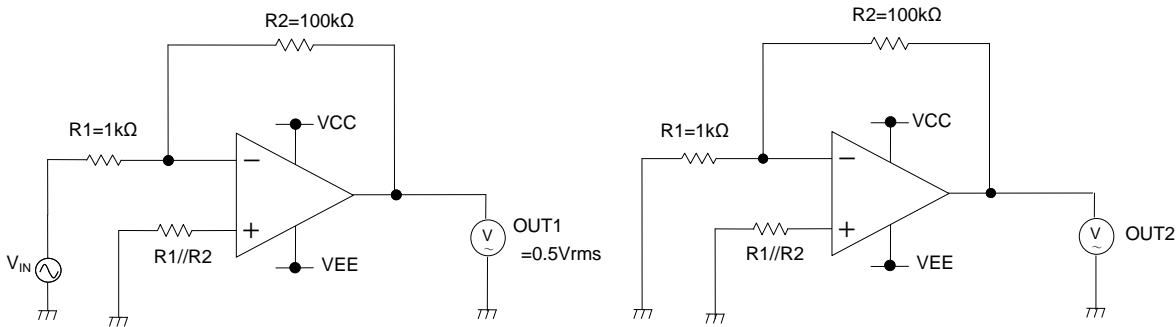 R2=100kΩ
R1=1kΩ
VCC
R1//R2
VEE
VIN
V
OUT1
=0.5Vrms
R2=100kΩ
R1=1kΩ
VCC
R1//R2
VEE
V
OUT2